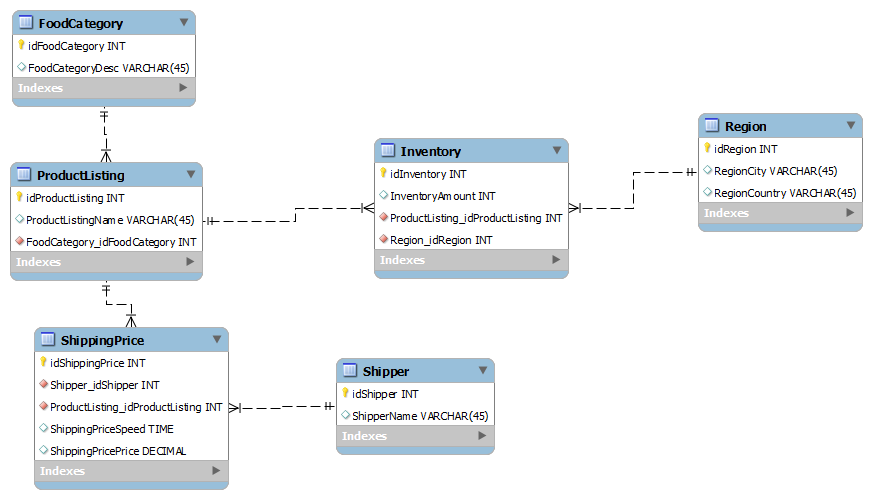 FoodCategory
idFoodCategory INT
FoodCategoryDesc VARCHAR(45)
Indexes
ProductListing
idProductListing INT
ProductListingName VARCHAR(45)
FoodCategory_idFoodCategory INT
Indexes
Inventory
idInventory INT
InventoryAmount INT
ProductListing_idProductListing INT
Region_idRegion INT
Indexes
Region
idRegion INT
RegionCity VARCHAR(45)
RegionCountry VARCHAR(45)
Indexes
ShippingPrice
idShippingPrice INT
Shipper_idShipper INT
ProductListing_idProductListing INT
ShippingPriceSpeed TIME
ShippingPricePrice DECIMAL
Indexes
Shipper
idShipper INT
ShipperName VARCHAR(45)
Indexes